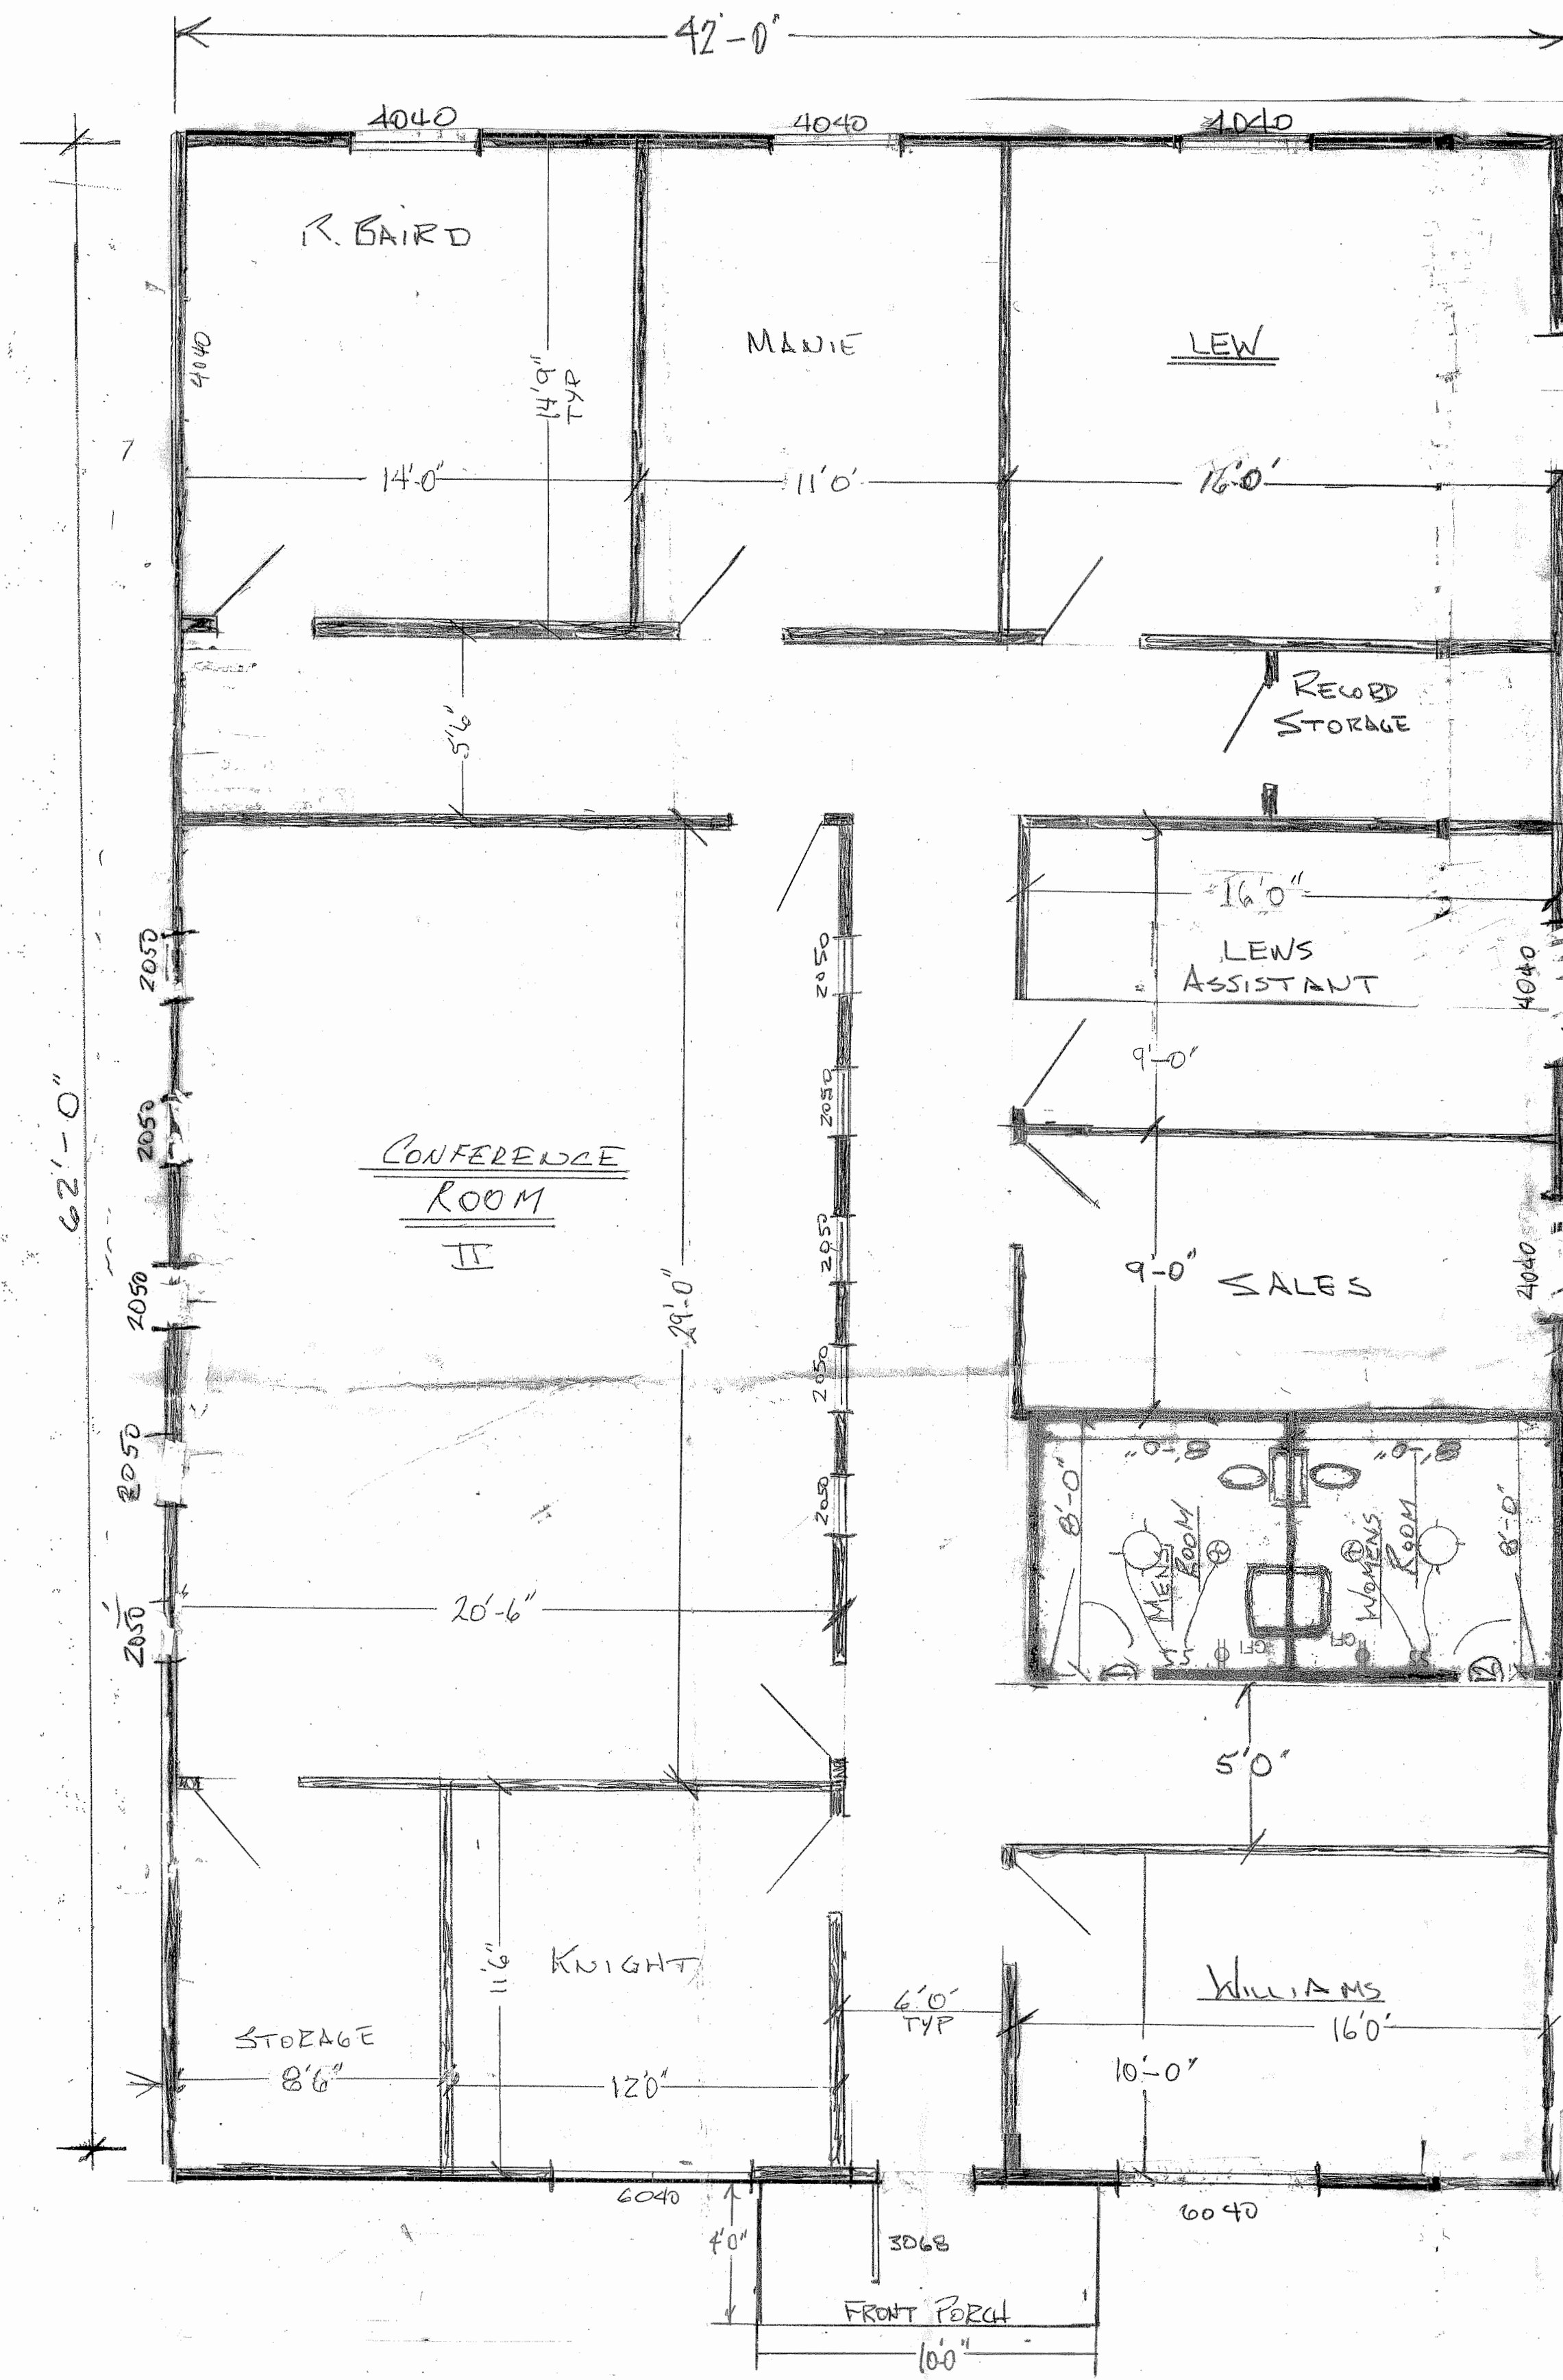 42'-0"
4040
4040
4040
R. BAIRD
MANIE
LEW
4040
14'9"
TYP
14'-0"
11'0'
16'0'
RECORD
STORAGE
5'6"
16'0"
LEWS
ASSISTANT
2050
2050
4040
9'-0"
62'-0"
2050
2050
CONFERENCE
ROOM
II
2050
9'-0"
SALES
4040
2050
29'-0"
2050
8'-0"
8'-0"
2050
2050
8'-0"
MENS
ROOM
WOMENS
ROOM
8'-0"
2050
20'-6"
GFI
GFI
SS
SS
D
D
5'0"
11'6"
KNIGHT
6'0'
TYP
WILLIAMS
16'0'
STORAGE
8'6"
12'0"
10'-0"
6040
6040
4'0"
3068
FRONT PORCH
10'0"